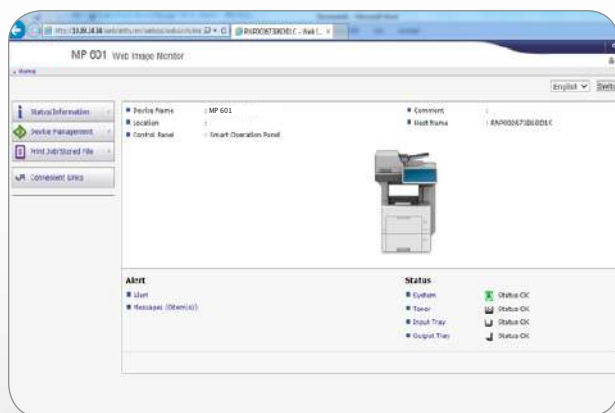 MP 601 Web Image Monitor
Home
English
Status/Information
Device Management
Print Job/Stored File
Convenient Links
Device Name : MP 601
Location :
Control Panel : Smart Operation Panel
Comment :
Host Name :
Alert
Alert
Messages (0item(s))
Status
System Status OK
Toner Status OK
Input Tray Status OK
Output Tray Status OK